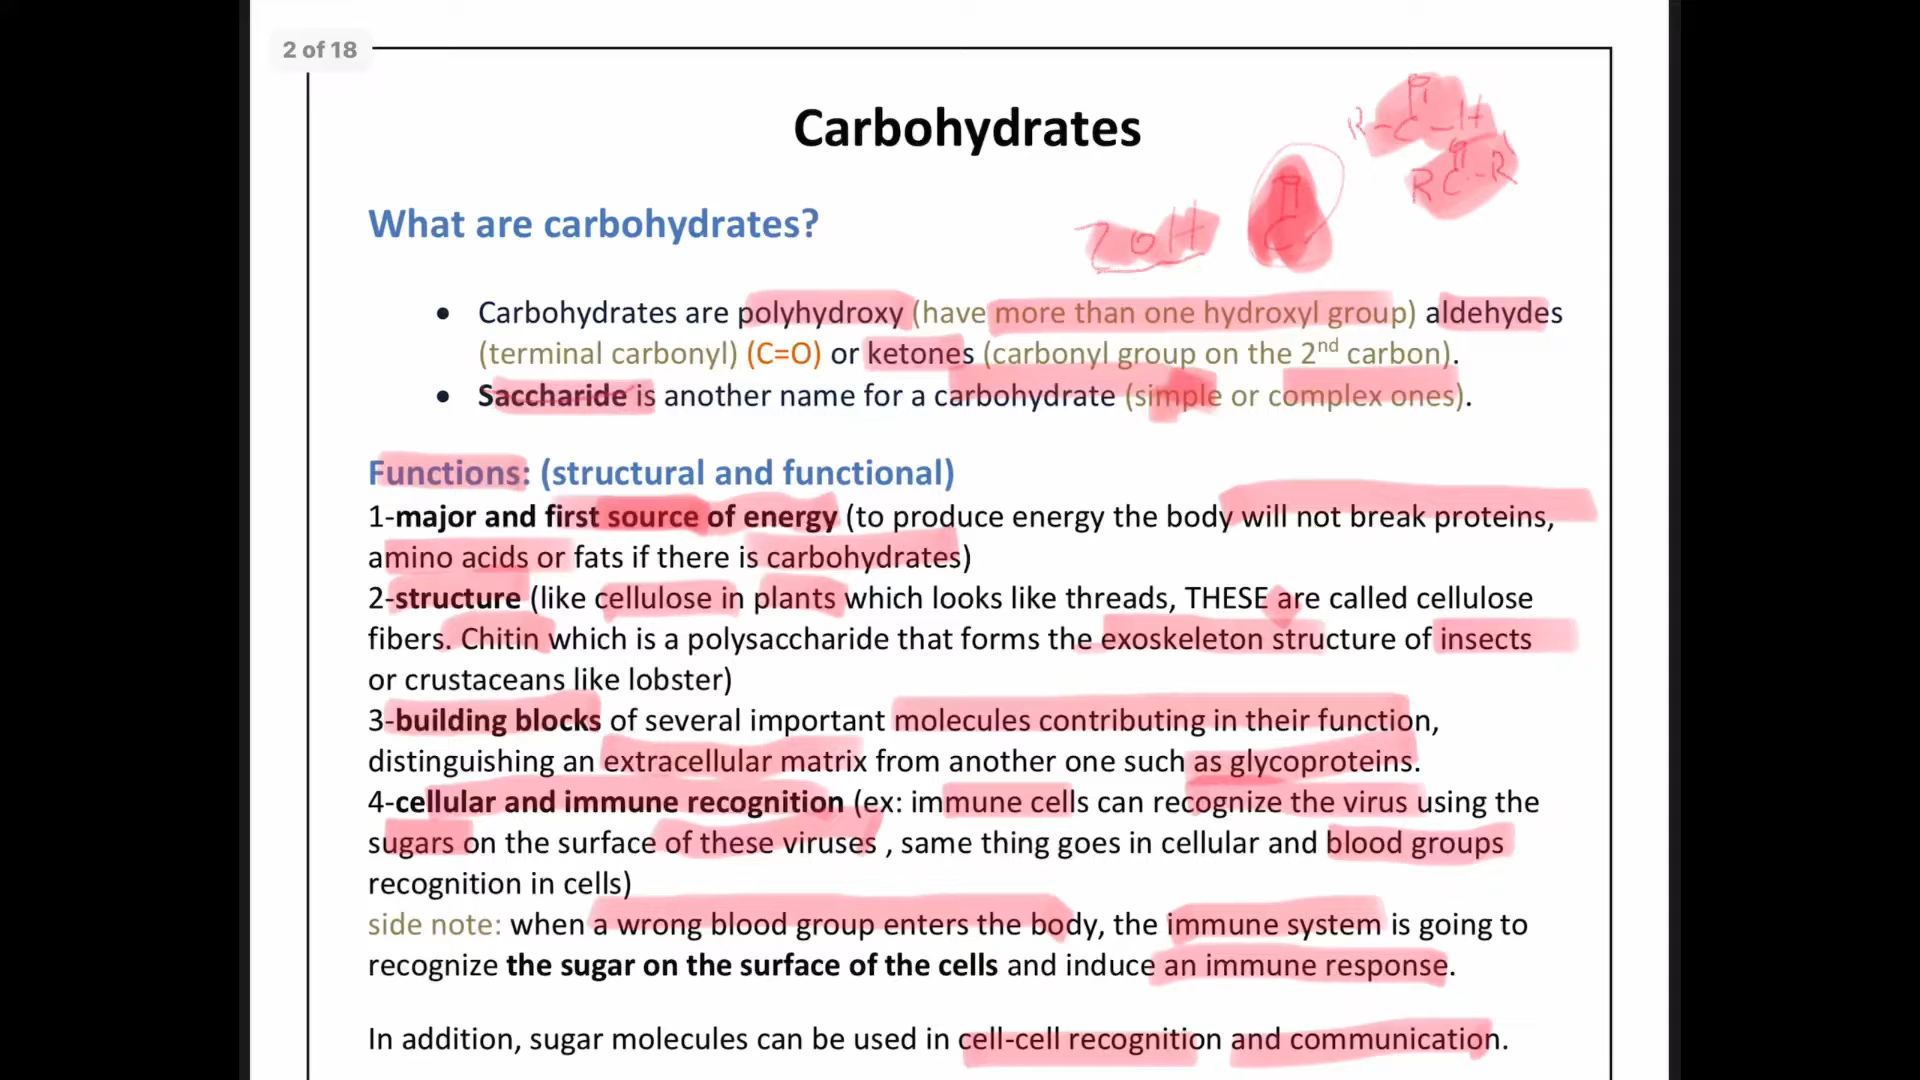 2 of 18
Carbohydrates
R-C-H
O
RC-R
2 OH
C
What are carbohydrates?
• Carbohydrates are polyhydroxy (have more than one hydroxyl group) aldehydes
(terminal carbonyl) (C=O) or ketones (carbonyl group on the 2nd carbon).
• Saccharide is another name for a carbohydrate (simple or complex ones).
Functions: (structural and functional)
1-major and first source of energy (to produce energy the body will not break proteins,
amino acids or fats if there is carbohydrates)
2-structure (like cellulose in plants which looks like threads, THESE are called cellulose
fibers. Chitin which is a polysaccharide that forms the exoskeleton structure of insects
or crustaceans like lobster)
3-building blocks of several important molecules contributing in their function,
distinguishing an extracellular matrix from another one such as glycoproteins.
4-cellular and immune recognition (ex: immune cells can recognize the virus using the
sugars on the surface of these viruses , same thing goes in cellular and blood groups
recognition in cells)
side note: when a wrong blood group enters the body, the immune system is going to
recognize the sugar on the surface of the cells and induce an immune response.
In addition, sugar molecules can be used in cell-cell recognition and communication.